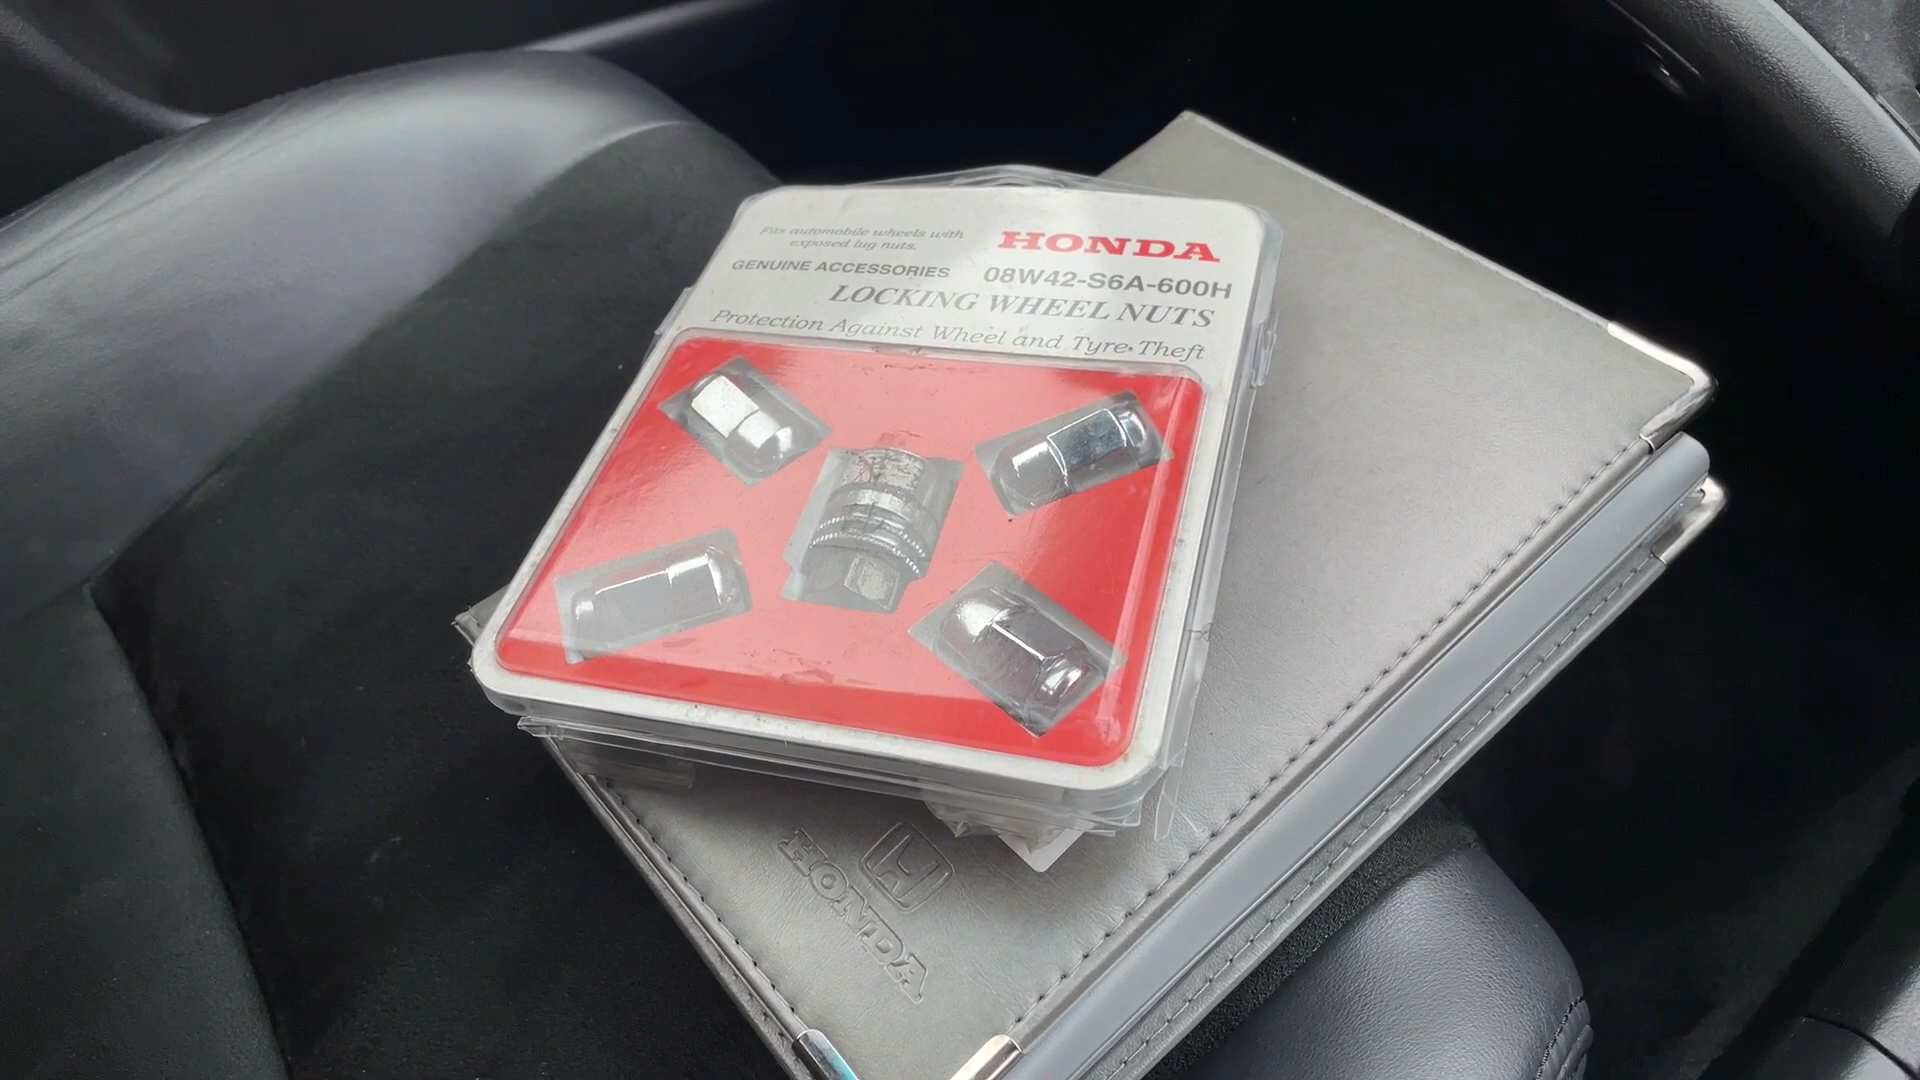 Fits automobile wheels with
exposed lug nuts.
HONDA
GENUINE ACCESSORIES
08W42-S6A-600H
LOCKING WHEEL NUTS
Protection Against Wheel and Tyre Theft
HONDA